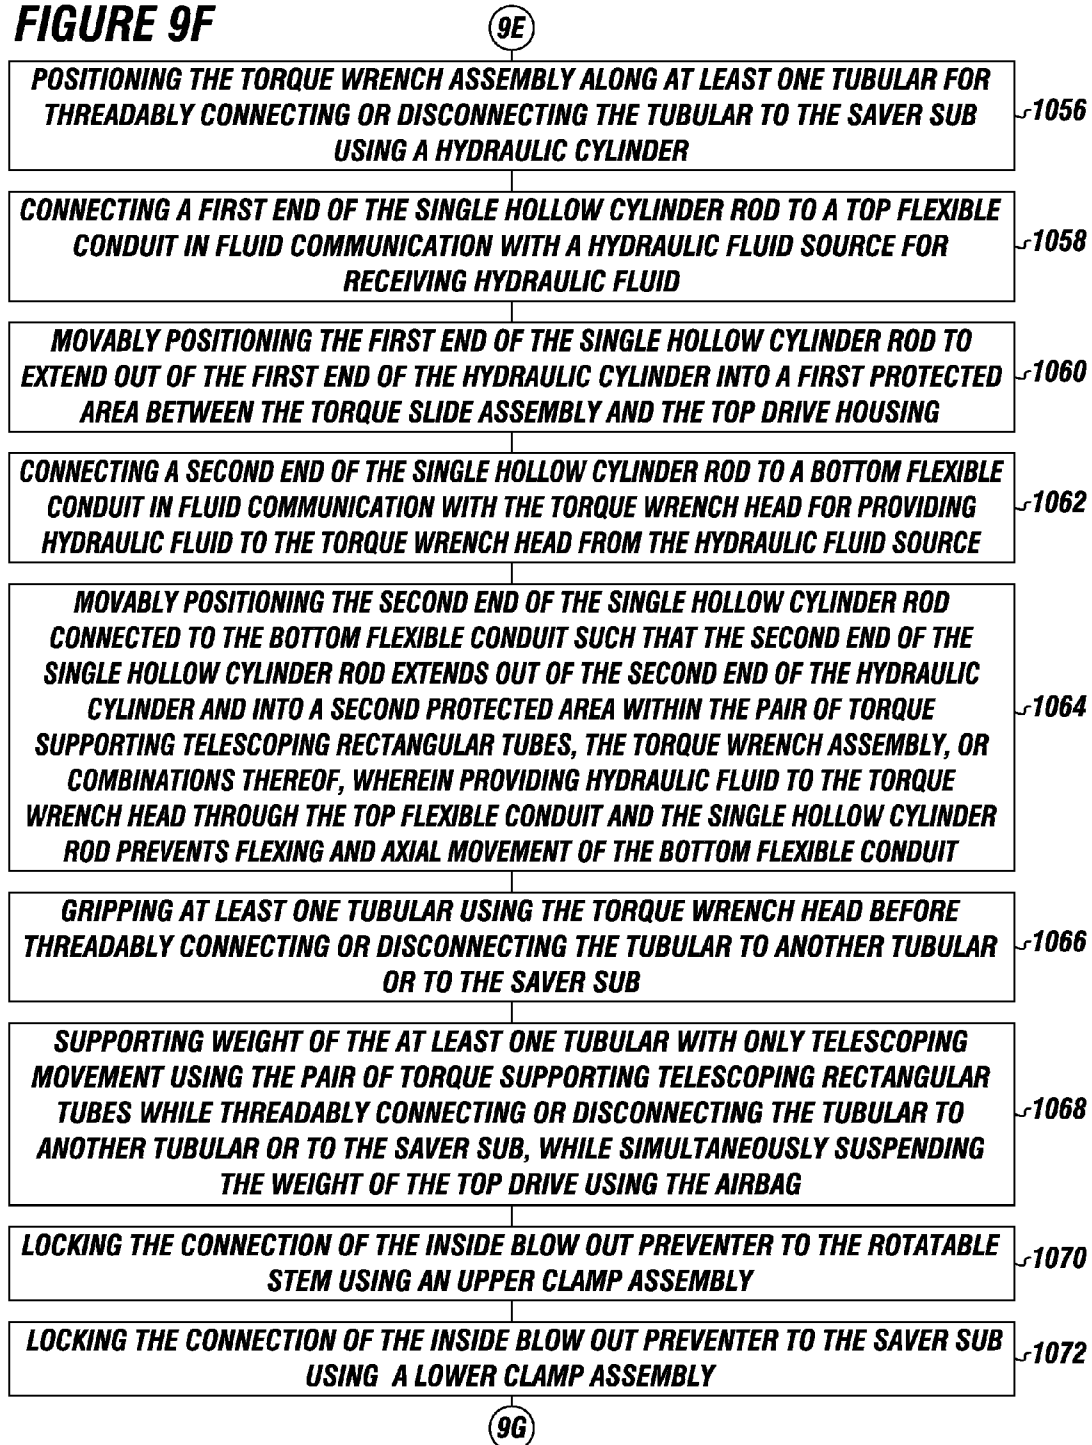 FIGURE 9F
9E
POSITIONING THE TORQUE WRENCH ASSEMBLY ALONG AT LEAST ONE TUBULAR FOR
THREADABLY CONNECTING OR DISCONNECTING THE TUBULAR TO THE SAVER SUB
USING A HYDRAULIC CYLINDER
1056
CONNECTING A FIRST END OF THE SINGLE HOLLOW CYLINDER ROD TO A TOP FLEXIBLE
CONDUIT IN FLUID COMMUNICATION WITH A HYDRAULIC FLUID SOURCE FOR
RECEIVING HYDRAULIC FLUID
1058
MOVABLY POSITIONING THE FIRST END OF THE SINGLE HOLLOW CYLINDER ROD TO
EXTEND OUT OF THE FIRST END OF THE HYDRAULIC CYLINDER INTO A FIRST PROTECTED
AREA BETWEEN THE TORQUE SLIDE ASSEMBLY AND THE TOP DRIVE HOUSING
1060
CONNECTING A SECOND END OF THE SINGLE HOLLOW CYLINDER ROD TO A BOTTOM FLEXIBLE
CONDUIT IN FLUID COMMUNICATION WITH THE TORQUE WRENCH HEAD FOR PROVIDING
HYDRAULIC FLUID TO THE TORQUE WRENCH HEAD FROM THE HYDRAULIC FLUID SOURCE
1062
MOVABLY POSITIONING THE SECOND END OF THE SINGLE HOLLOW CYLINDER ROD
CONNECTED TO THE BOTTOM FLEXIBLE CONDUIT SUCH THAT THE SECOND END OF THE
SINGLE HOLLOW CYLINDER ROD EXTENDS OUT OF THE SECOND END OF THE HYDRAULIC
CYLINDER AND INTO A SECOND PROTECTED AREA WITHIN THE PAIR OF TORQUE
SUPPORTING TELESCOPING RECTANGULAR TUBES, THE TORQUE WRENCH ASSEMBLY, OR
COMBINATIONS THEREOF, WHEREIN PROVIDING HYDRAULIC FLUID TO THE TORQUE
WRENCH HEAD THROUGH THE TOP FLEXIBLE CONDUIT AND THE SINGLE HOLLOW CYLINDER
ROD PREVENTS FLEXING AND AXIAL MOVEMENT OF THE BOTTOM FLEXIBLE CONDUIT
1064
GRIPPING AT LEAST ONE TUBULAR USING THE TORQUE WRENCH HEAD BEFORE
THREADABLY CONNECTING OR DISCONNECTING THE TUBULAR TO ANOTHER TUBULAR
OR TO THE SAVER SUB
1066
SUPPORTING WEIGHT OF THE AT LEAST ONE TUBULAR WITH ONLY TELESCOPING
MOVEMENT USING THE PAIR OF TORQUE SUPPORTING TELESCOPING RECTANGULAR
TUBES WHILE THREADABLY CONNECTING OR DISCONNECTING THE TUBULAR TO
ANOTHER TUBULAR OR TO THE SAVER SUB, WHILE SIMULTANEOUSLY SUSPENDING
THE WEIGHT OF THE TOP DRIVE USING THE AIRBAG
1068
LOCKING THE CONNECTION OF THE INSIDE BLOW OUT PREVENTER TO THE ROTATABLE
STEM USING AN UPPER CLAMP ASSEMBLY
1070
LOCKING THE CONNECTION OF THE INSIDE BLOW OUT PREVENTER TO THE SAVER SUB
USING A LOWER CLAMP ASSEMBLY
1072
9G